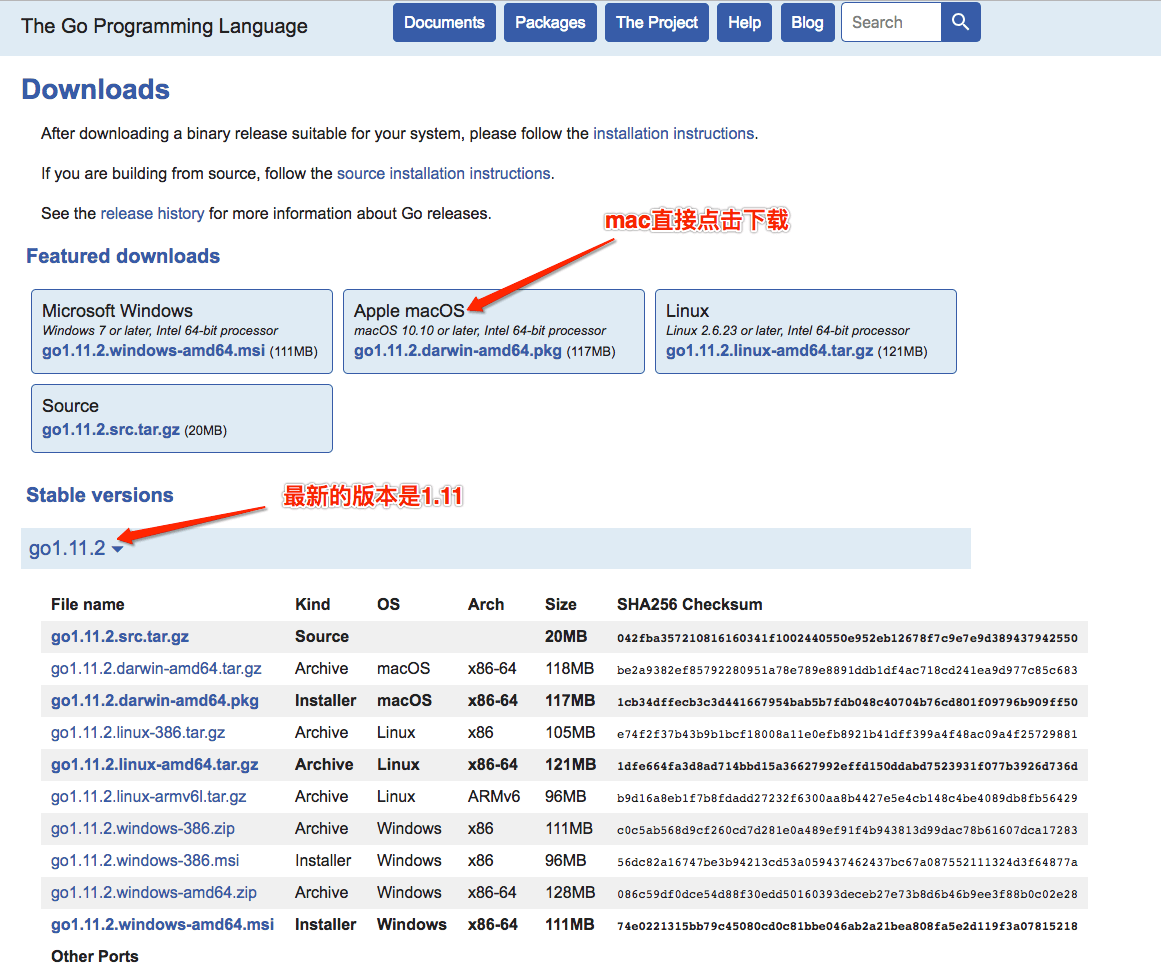 The Go Programming Language
Documents Packages The Project Help Blog Search
Downloads
After downloading a binary release suitable for your system, please follow the installation instructions.
If you are building from source, follow the source installation instructions.
See the release history for more information about Go releases.
mac直接点击下载
Featured downloads
Microsoft Windows
Windows 7 or later, Intel 64-bit processor
go1.11.2.windows-amd64.msi (111MB)
Apple macOS
macOS 10.10 or later, Intel 64-bit processor
go1.11.2.darwin-amd64.pkg (117MB)
Linux
Linux 2.6.23 or later, Intel 64-bit processor
go1.11.2.linux-amd64.tar.gz (121MB)
Source
go1.11.2.src.tar.gz (20MB)
Stable versions
最新的版本是1.11
go1.11.2
File name Kind OS Arch Size SHA256 Checksum
go1.11.2.src.tar.gz Source 20MB 042fba357210816160341f1002440550e952eb12678f7c9e7e9d389437942550
go1.11.2.darwin-amd64.tar.gz Archive macOS x86-64 118MB be2a9382ef85792280951a78e789e8891ddb1df4ac718cd241ea9d977c85c683
go1.11.2.darwin-amd64.pkg Installer macOS x86-64 117MB 1cb34dffecb3c3d441667954bab5b7fdb048c40704b76cd801f09796b909ff50
go1.11.2.linux-386.tar.gz Archive Linux x86 105MB e74f2f37b43b9b1bcf18008a11e0efb8921b41dff399a4f48ac09a4f25729881
go1.11.2.linux-amd64.tar.gz Archive Linux x86-64 121MB 1dfe664fa3d8ad714bbd15a36627992effd150ddabd7523931f077b3926d736d
go1.11.2.linux-armv6l.tar.gz Archive Linux ARMv6 96MB b9d16a8eb1f7b8fdadd27232f6300aa8b4427e5e4cb148c4be4089db8fb56429
go1.11.2.windows-386.zip Archive Windows x86 111MB c0c5ab568d9cf260cd7d281e0a489ef91f4b943813d99dac78b61607dca17283
go1.11.2.windows-386.msi Installer Windows x86 96MB 56dc82a16747be3b94213cd53a059437462437bc67a087552111324d3f64877a
go1.11.2.windows-amd64.zip Archive Windows x86-64 128MB 086c59df0dce54d88f30edd50160393deceb27e73b8d6b46b9ee3f88b0c02e28
go1.11.2.windows-amd64.msi Installer Windows x86-64 111MB 74e0221315bb79c45080cd0c81bbe046ab2a21bea808fa5e2d119f3a07815218
Other Ports